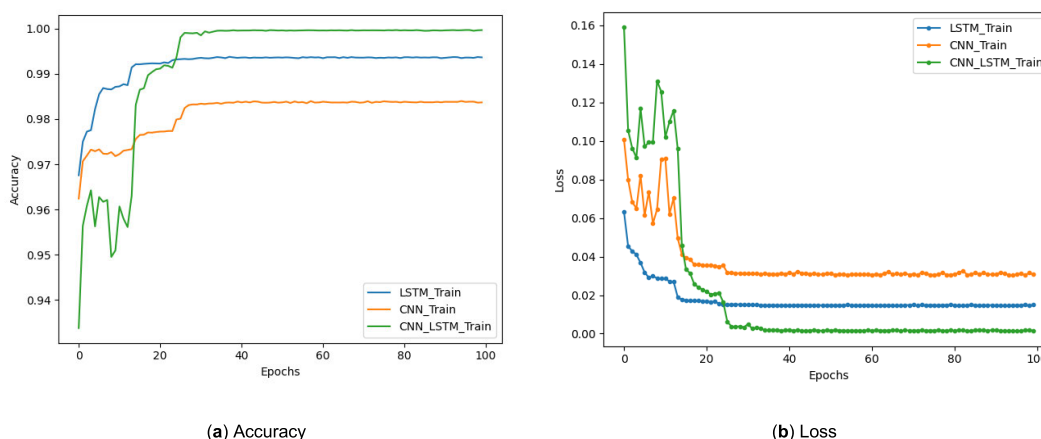 1.00
0.99
0.98
0.97
0.96
0.95
0.94
Accuracy
LSTM_Train
CNN_Train
CNN_LSTM_Train
0 20 40 60 80 100
Epochs
(a) Accuracy
0.16
0.14
0.12
0.10
0.08
0.06
0.04
0.02
0.00
Loss
LSTM_Train
CNN_Train
CNN_LSTM_Train
0 20 40 60 80 10
Epochs
(b) Loss